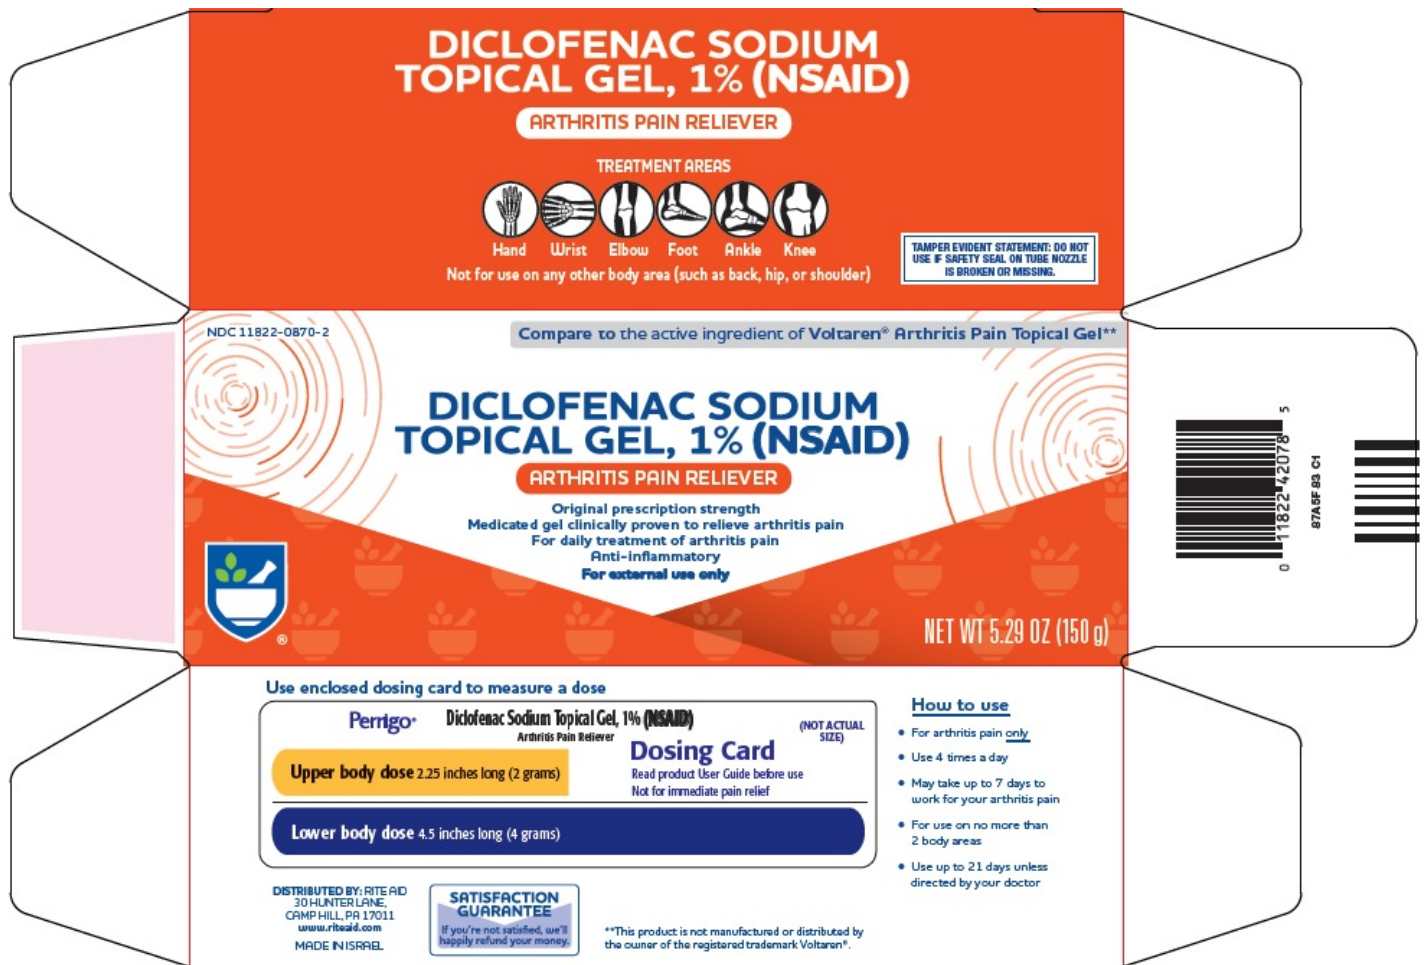 DICLOFENAC SODIUM
TOPICAL GEL, 1% (NSAID)
ARTHRITIS PAIN RELIEVER
TREATMENT AREAS
Hand Wrist Elbow Foot Ankle Knee
Not for use on any other body area (such as back, hip, or shoulder)
TAMPER EVIDENT STATEMENT: DO NOT
USE IF SAFETY SEAL ON TUBE NOZZLE
IS BROKEN OR MISSING.
NDC 11822-0870-2
Compare to the active ingredient of Voltaren® Arthritis Pain Topical Gel**
DICLOFENAC SODIUM
TOPICAL GEL, 1% (NSAID)
ARTHRITIS PAIN RELIEVER
Original prescription strength
Medicated gel clinically proven to relieve arthritis pain
For daily treatment of arthritis pain
Anti-inflammatory
For external use only
®
NET WT 5.29 OZ (150 g)
0 11822 42078 5
87A5F 83 C1
Use enclosed dosing card to measure a dose
Perrigo®
Diclofenac Sodium Topical Gel, 1% (NSAID)
Arthritis Pain Reliever
(NOT ACTUAL
SIZE)
Dosing Card
Read product User Guide before use
Not for immediate pain relief
Upper body dose 2.25 inches long (2 grams)
Lower body dose 4.5 inches long (4 grams)
How to use
• For arthritis pain only
• Use 4 times a day
• May take up to 7 days to
work for your arthritis pain
• For use on no more than
2 body areas
• Use up to 21 days unless
directed by your doctor
DISTRIBUTED BY: RITE AID
30 HUNTER LANE,
CAMP HILL, PA 17011
www.riteaid.com
MADE IN ISRAEL
SATISFACTION
GUARANTEE
If you're not satisfied, we'll
happily refund your money.
**This product is not manufactured or distributed by
the owner of the registered trademark Voltaren®.